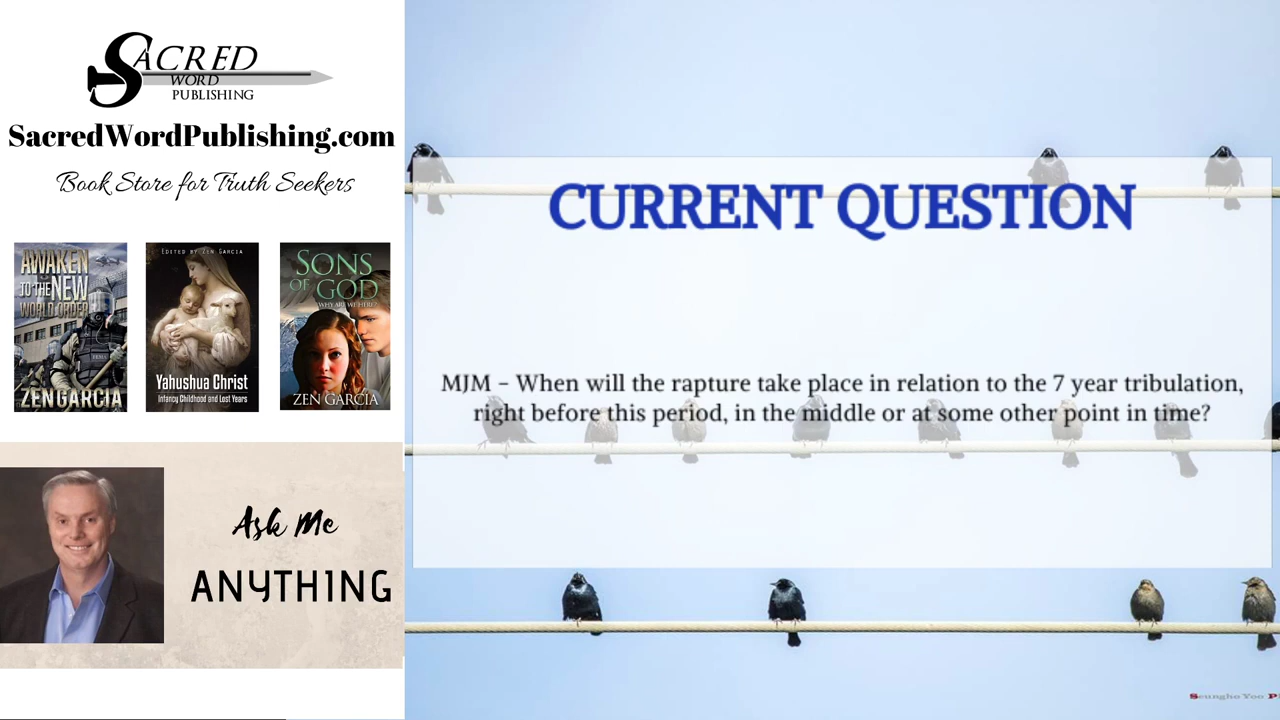 SACRED
WORD
PUBLISHING
SacredWordPublishing.com
Book Store for Truth Seekers
AWAKEN
TO THE NEW
WORLD ORDER
ZEN GARCIA
EDITED BY ZEN GARCIA
Yahushua Christ
Infancy Childhood and Lost Years
SONS
OF GOD
WHY ARE WE HERE?
ZEN GARCIA
Ask Me
ANYTHING
CURRENT QUESTION
MJM – When will the rapture take place in relation to the 7 year tribulation,
right before this period, in the middle or at some other point in time?
Seungho Yoo